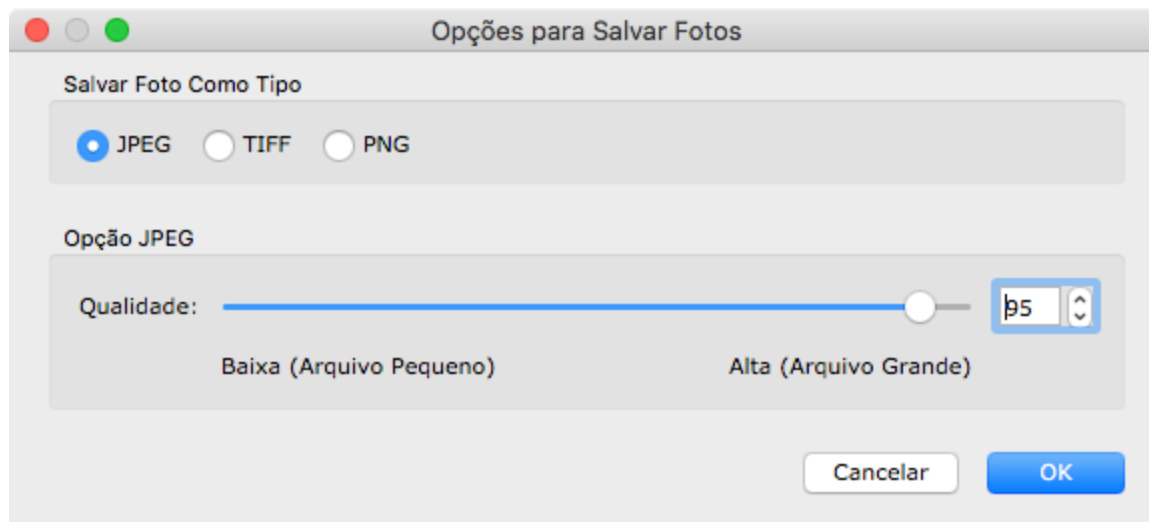 Opções para Salvar Fotos
Salvar Foto Como Tipo
JPEG TIFF PNG
Opção JPEG
Qualidade: 95
Baixa (Arquivo Pequeno) Alta (Arquivo Grande)
Cancelar OK